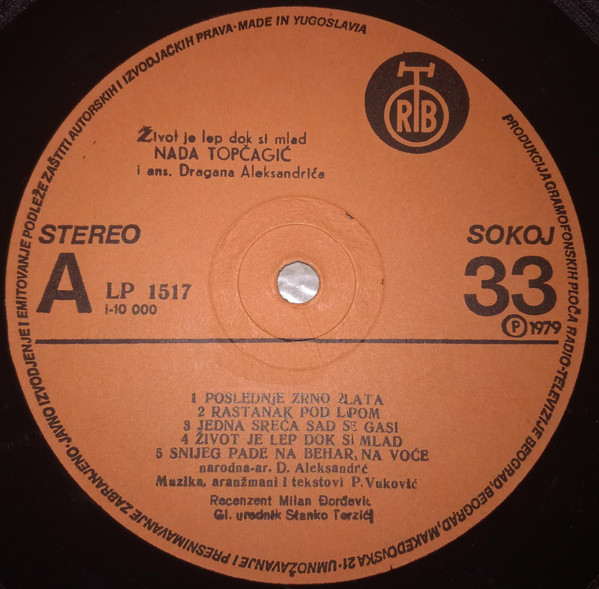 PRODUKCIJA GRAMOFONSKIH PLOČA RADIO-TELEVIZIJE BEOGRAD, BEOGRAD, MAKEDONSKA 21 · UMNOŽAVANJE I PRESNIMAVANJE ZABRANJENO · JAVNO IZVODJENJE I EMITOVANJE PODLEŽE ZAŠTITI AUTORSKIH I IZVODJAČKIH PRAVA · MADE IN YUGOSLAVIA
RTB
Život je lep dok si mlad
NADA TOPČAGIĆ
i ans. Dragana Aleksandrića
STEREO
SOKOJ
A
LP 1517
i-10 000
33
Ⓟ 1979
1 POSLEDNJE ZRNO ZLATA
2 RASTANAK POD LIPOM
3 JEDNA SREĆA SAD SE GASI
4 ŽIVOT JE LEP DOK SI MLAD
5 SNIJEG PADE NA BEHAR, NA VOĆE
narodna-ar. D. Aleksandrć
Muzika, aranžmani i tekstovi P. Vuković
Recenzent Milan Đorđević
Gl. urednik Stanko Terzić